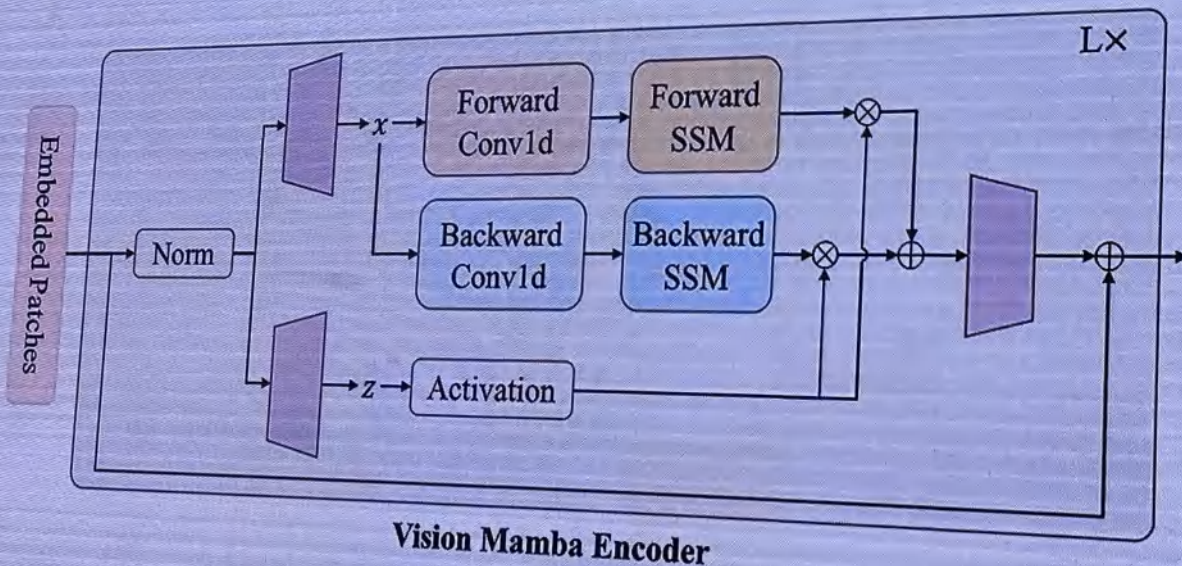 L×
Embedded Patches
Norm
x
Forward
Conv1d
Forward
SSM
⊗
Backward
Conv1d
Backward
SSM
⊗
⊕
⊕
z
Activation
Vision Mamba Encoder